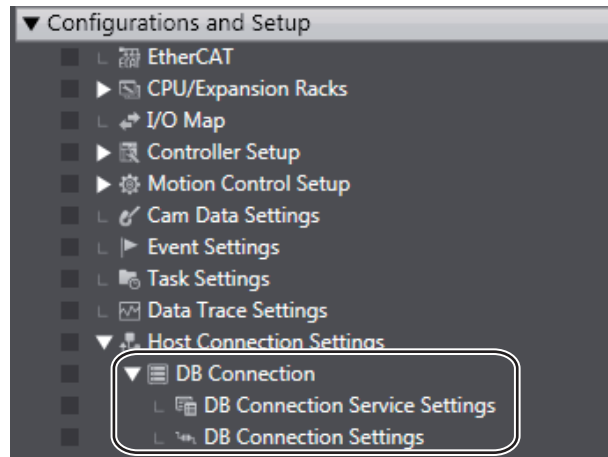 Configurations and Setup
EtherCAT
CPU/Expansion Racks
I/O Map
Controller Setup
Motion Control Setup
Cam Data Settings
Event Settings
Task Settings
Data Trace Settings
Host Connection Settings
DB Connection
DB Connection Service Settings
DB Connection Settings